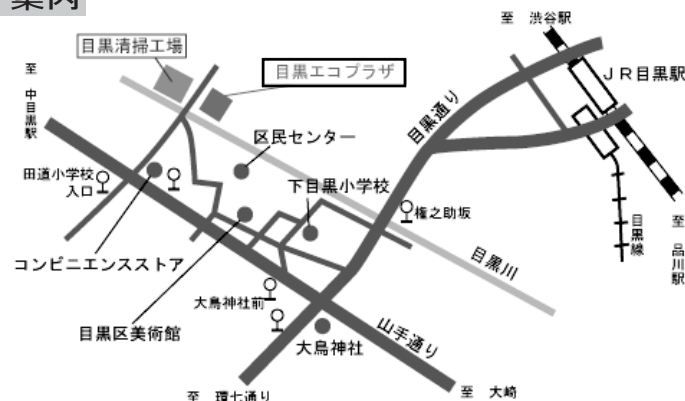 案内
至 渋谷駅
目黒清掃工場
目黒エコプラザ
JR目黒駅
至 中目黒駅
目黒通り
区民センター
田道小学校
入口
下目黒小学校
権之助坂
目黒線
至 品川駅
コンビニエンスストア
目黒川
大鳥神社前
目黒区美術館
山手通り
大鳥神社
至 環七通り
至 大崎